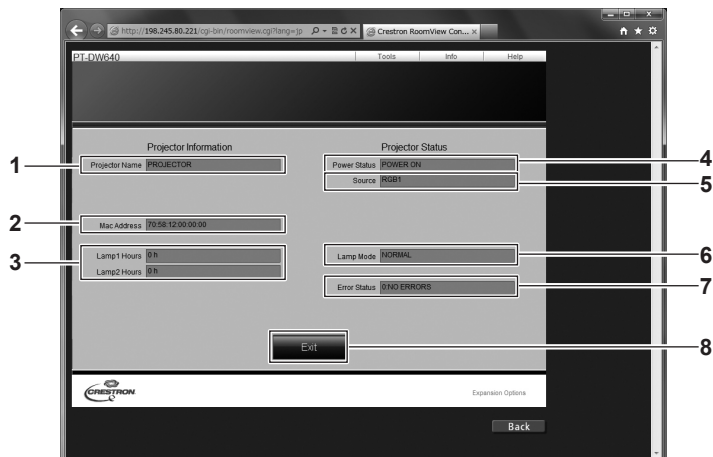 http://198.245.80.221/cgi-bin/roomview.cgi?lang=jp
Crestron RoomView Con...
PT-DW640
Tools Info Help
Projector Information
Projector Status
1
Projector Name PROJECTOR
Power Status POWER ON
4
Source RGB1
5
2
Mac Address 70:58:12:00:00:00
3
Lamp1 Hours 0 h
Lamp2 Hours 0 h
Lamp Mode NORMAL
6
Error Status 0:NO ERRORS
7
Exit
8
CRESTRON
Expansion Options
Back